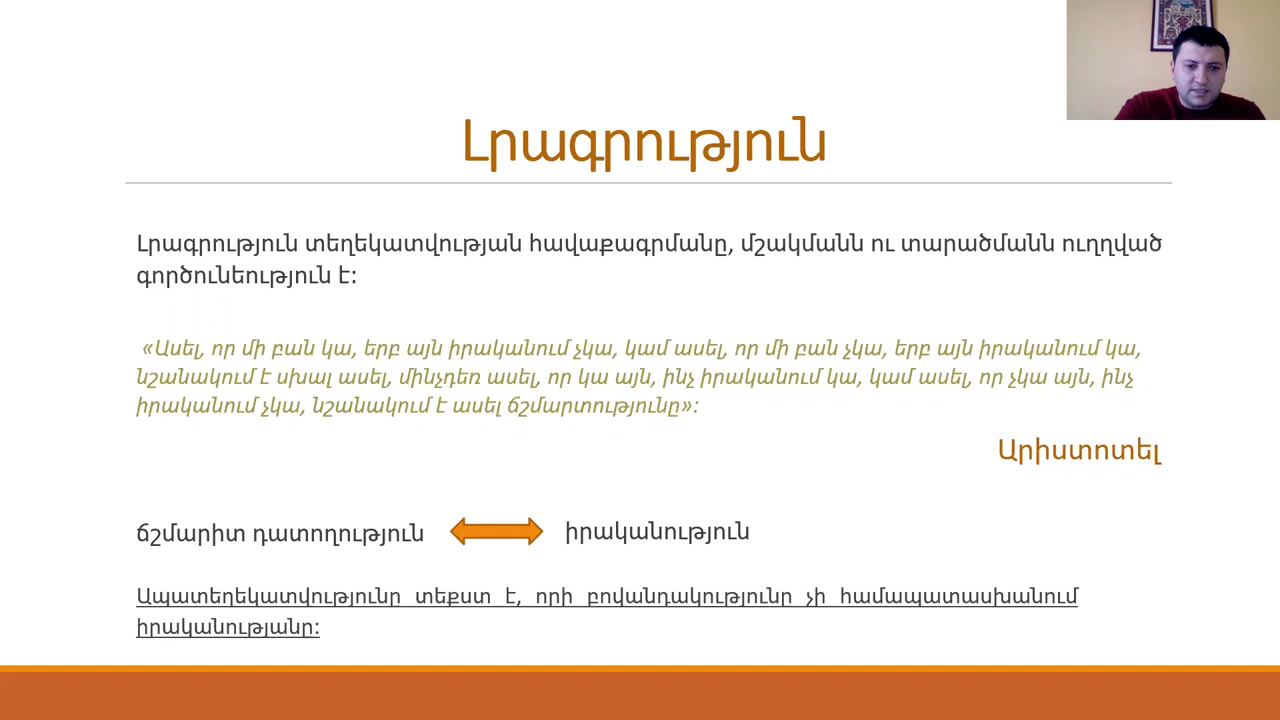 Լրագրություն
Լրագրություն տեղեկատվության հավաքագրմանը, մշակմանն ու տարածմանն ուղղված
գործունեություն է:
«Ասել, որ մի բան կա, երբ այն իրականում չկա, կամ ասել, որ մի բան չկա, երբ այն իրականում կա,
նշանակում է սխալ ասել, մինչդեռ ասել, որ կա այն, ինչ իրականում կա, կամ ասել, որ չկա այն, ինչ
իրականում չկա, նշանակում է ասել ճշմարտությունը»:
Արիստոտել
ճշմարիտ դատողություն իրականություն
Ապատեղեկատվությունը տեքստ է, որի բովանդակությունը չի համապատասխանում
իրականությանը: